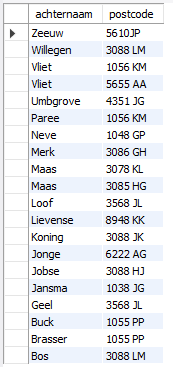 achternaam postcode
Zeeuw 5610JP
Willegen 3088 LM
Vliet 1056 KM
Vliet 5655 AA
Umbgrove 4351 JG
Paree 1056 KM
Neve 1048 GP
Merk 3086 GH
Maas 3078 KL
Maas 3085 HG
Loof 3568 JL
Lievense 8948 KK
Koning 3088 JK
Jonge 6222 AG
Jobse 3088 HJ
Jansma 1038 JG
Geel 3568 JL
Buck 1055 PP
Brasser 1055 PP
Bos 3088 LM